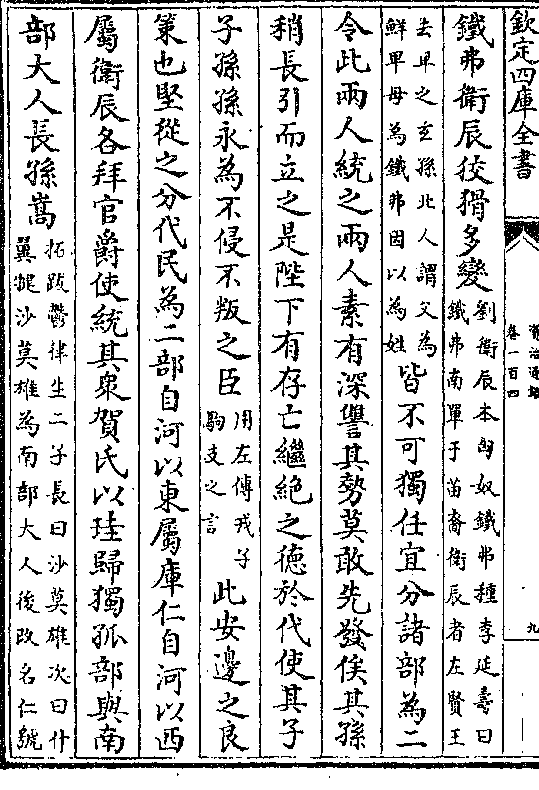 欽定四庫全書
資治通鑑
卷一百四
九
鐵弗衛辰狡猾多變
劉衛辰本匈奴鐵弗種李延壽曰
鐵弗南單于苗裔衛辰者左賢王
去卑之玄孫北人謂父為
鮮卑母為鐵弗因以為姓
皆不可獨任宜分諸部為二
令此兩人統之兩人素有深讐其勢莫敢先發俟其孫
稍長引而立之是陛下有存亡繼絶之德於代使其子
子孫孫永為不侵不叛之臣
用左傳戎子
駒支之言
此安邊之良
策也堅從之分代民為二部自河以東屬庫仁自河以西
屬衛辰各拜官爵使統其衆賀氏以珪歸獨孤部與南
部大人長孫嵩
拓跋鬱律生二子長曰沙莫雄次曰什
翼犍沙莫雄為南部大人後改名仁號